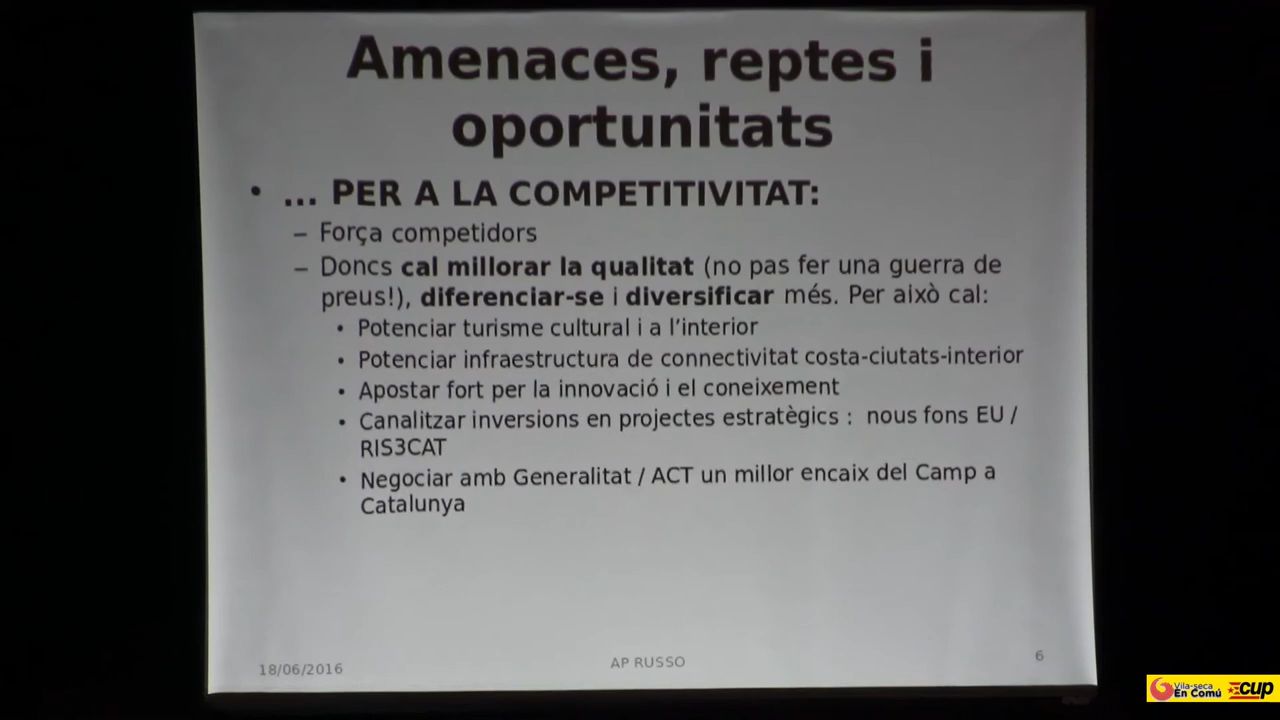 Amenaces, reptes i
oportunitats
• ... PER A LA COMPETITIVITAT:
– Força competidors
– Doncs cal millorar la qualitat (no pas fer una guerra de
preus!), diferenciar-se i diversificar més. Per això cal:
• Potenciar turisme cultural i a l’interior
• Potenciar infraestructura de connectivitat costa-ciutats-interior
• Apostar fort per la innovació i el coneixement
• Canalitzar inversions en projectes estratègics : nous fons EU /
RIS3CAT
• Negociar amb Generalitat / ACT un millor encaix del Camp a
Catalunya
18/06/2016
AP RUSSO
6
Vila-seca
En Comú
cup